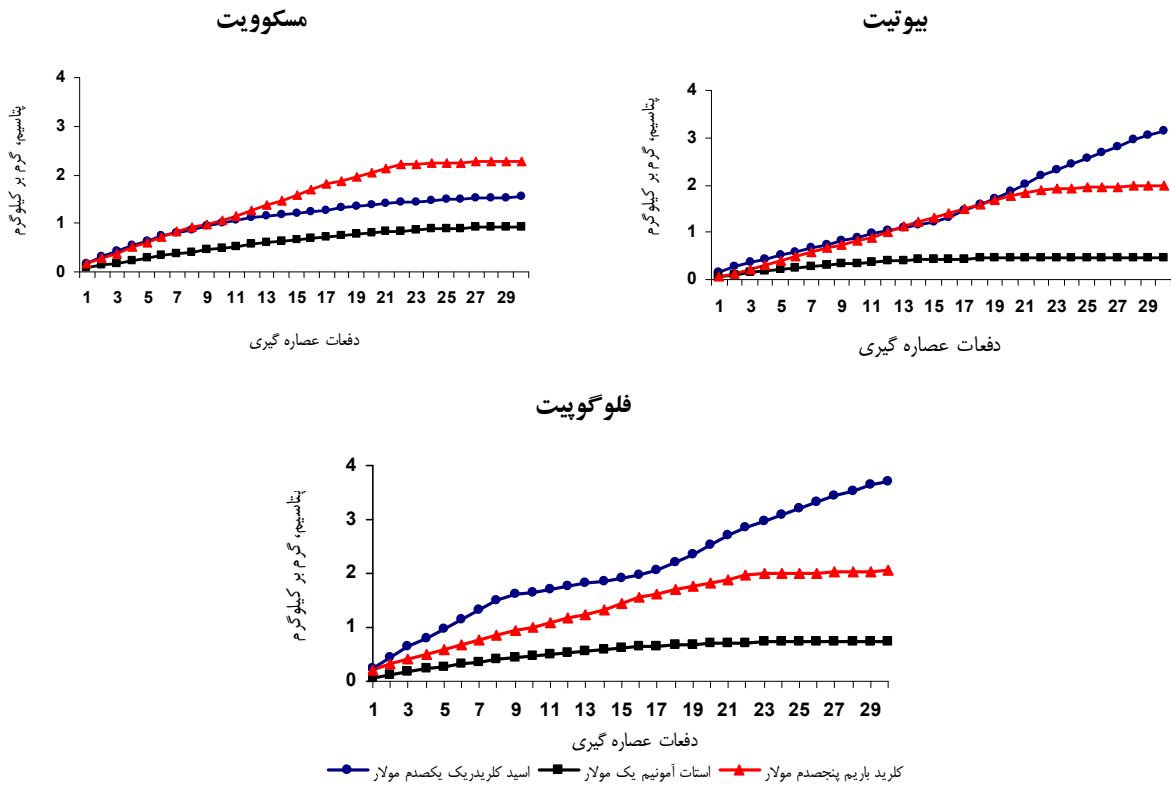 مسکوویت
بیوتیت
پتاسیم، گرم بر کیلوگرم
4
3
2
1
0
1 3 5 7 9 11 13 15 17 19 21 23 25 27 29
دفعات عصاره گیری
پتاسیم، گرم بر کیلوگرم
4
3
2
1
0
1 3 5 7 9 11 13 15 17 19 21 23 25 27 29
دفعات عصاره گیری
فلوگوپیت
پتاسیم، گرم بر کیلوگرم
4
3
2
1
0
1 3 5 7 9 11 13 15 17 19 21 23 25 27 29
دفعات عصاره گیری
کلرید باریم پنجصدم مولار استات آمونیم یک مولار اسید کلریدریک یکصدم مولار